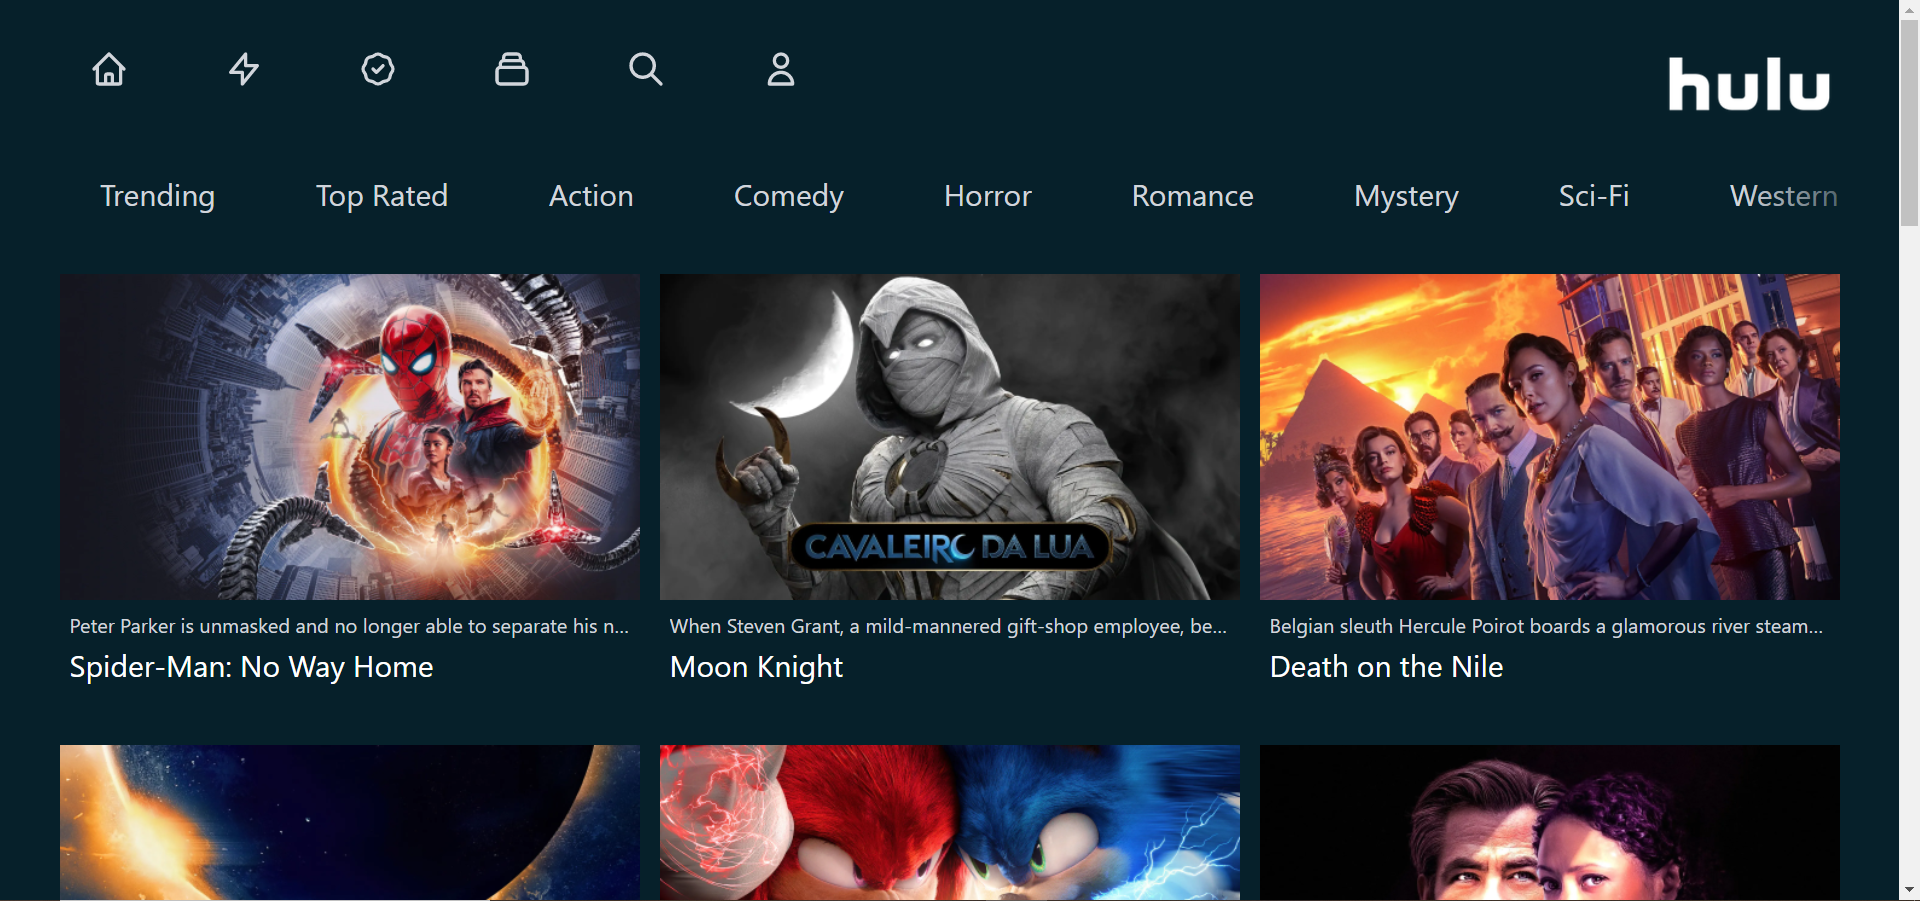 hulu
Trending Top Rated Action Comedy Horror Romance Mystery Sci-Fi Western
CAVALEIRO DA LUA
Peter Parker is unmasked and no longer able to separate his n...
Spider-Man: No Way Home
When Steven Grant, a mild-mannered gift-shop employee, be...
Moon Knight
Belgian sleuth Hercule Poirot boards a glamorous river steam...
Death on the Nile